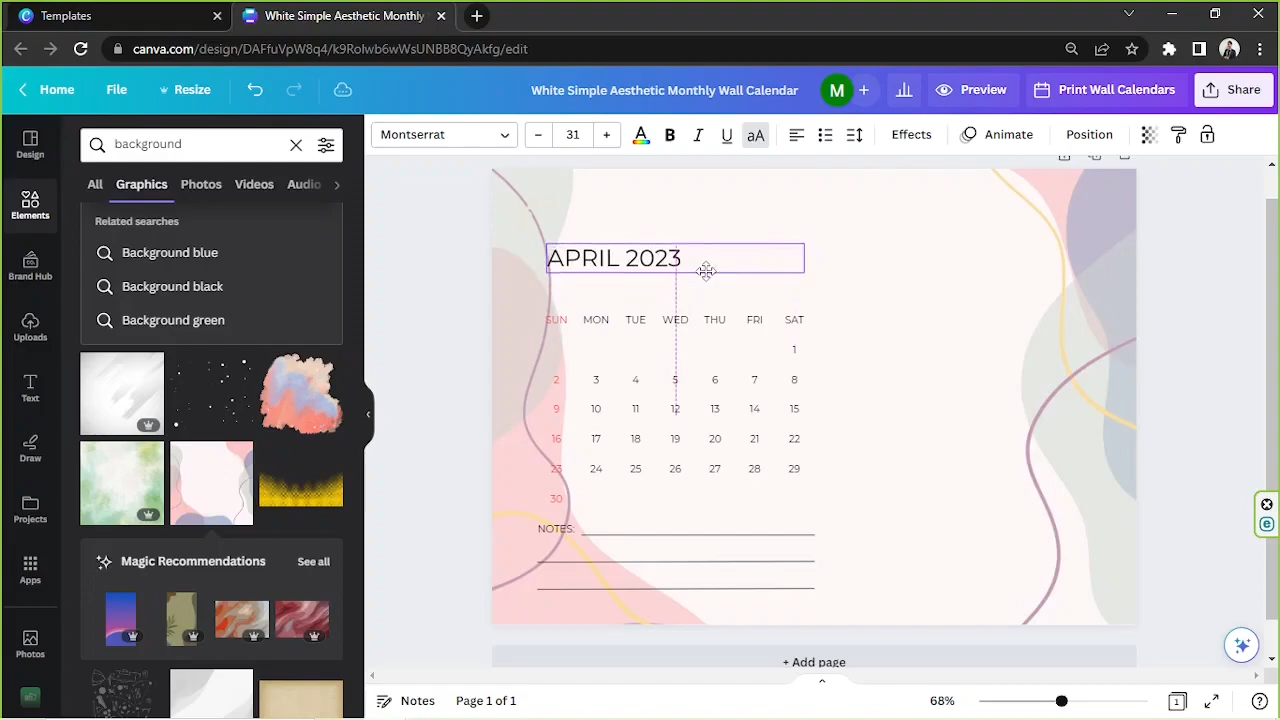 Templates
White Simple Aesthetic Monthly
canva.com/design/DAFfuVpW8q4/k9RoIwb6wWsUNBB8QyAkfg/edit
Home File Resize
White Simple Aesthetic Monthly Wall Calendar
M
Preview
Print Wall Calendars
Share
Design
Elements
Brand Hub
Uploads
Text
Draw
Projects
Apps
Photos
background
All Graphics Photos Videos Audio
Related searches
Background blue
Background black
Background green
Magic Recommendations See all
Montserrat
31
A B I U aA
Effects Animate Position
APRIL 2023
SUN MON TUE WED THU FRI SAT
1
2 3 4 5 6 7 8
9 10 11 12 13 14 15
16 17 18 19 20 21 22
23 24 25 26 27 28 29
30
NOTES:
+ Add page
Notes Page 1 of 1
68%
1